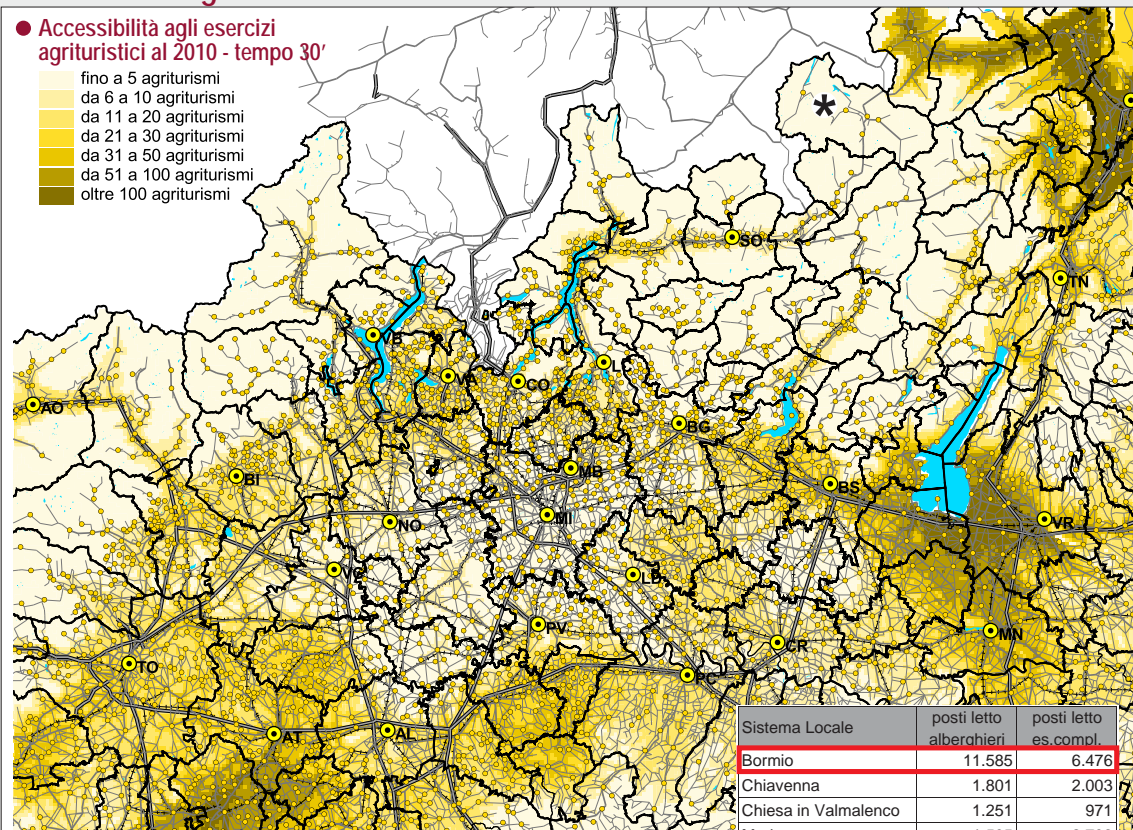 Accessibilità agli esercizi
agrituristici al 2010 - tempo 30'
fino a 5 agriturismi
da 6 a 10 agriturismi
da 11 a 20 agriturismi
da 21 a 30 agriturismi
da 31 a 50 agriturismi
da 51 a 100 agriturismi
oltre 100 agriturismi
*
SO
TN
VB
VA
CO
LC
AO
BG
MB
BI
BS
MI
NO
VR
VC
LO
PV
MN
CR
TO
PC
AT
AL
Sistema Locale posti letto alberghieri posti letto es.compl.
Bormio 11.585 6.476
Chiavenna 1.801 2.003
Chiesa in Valmalenco 1.251 971